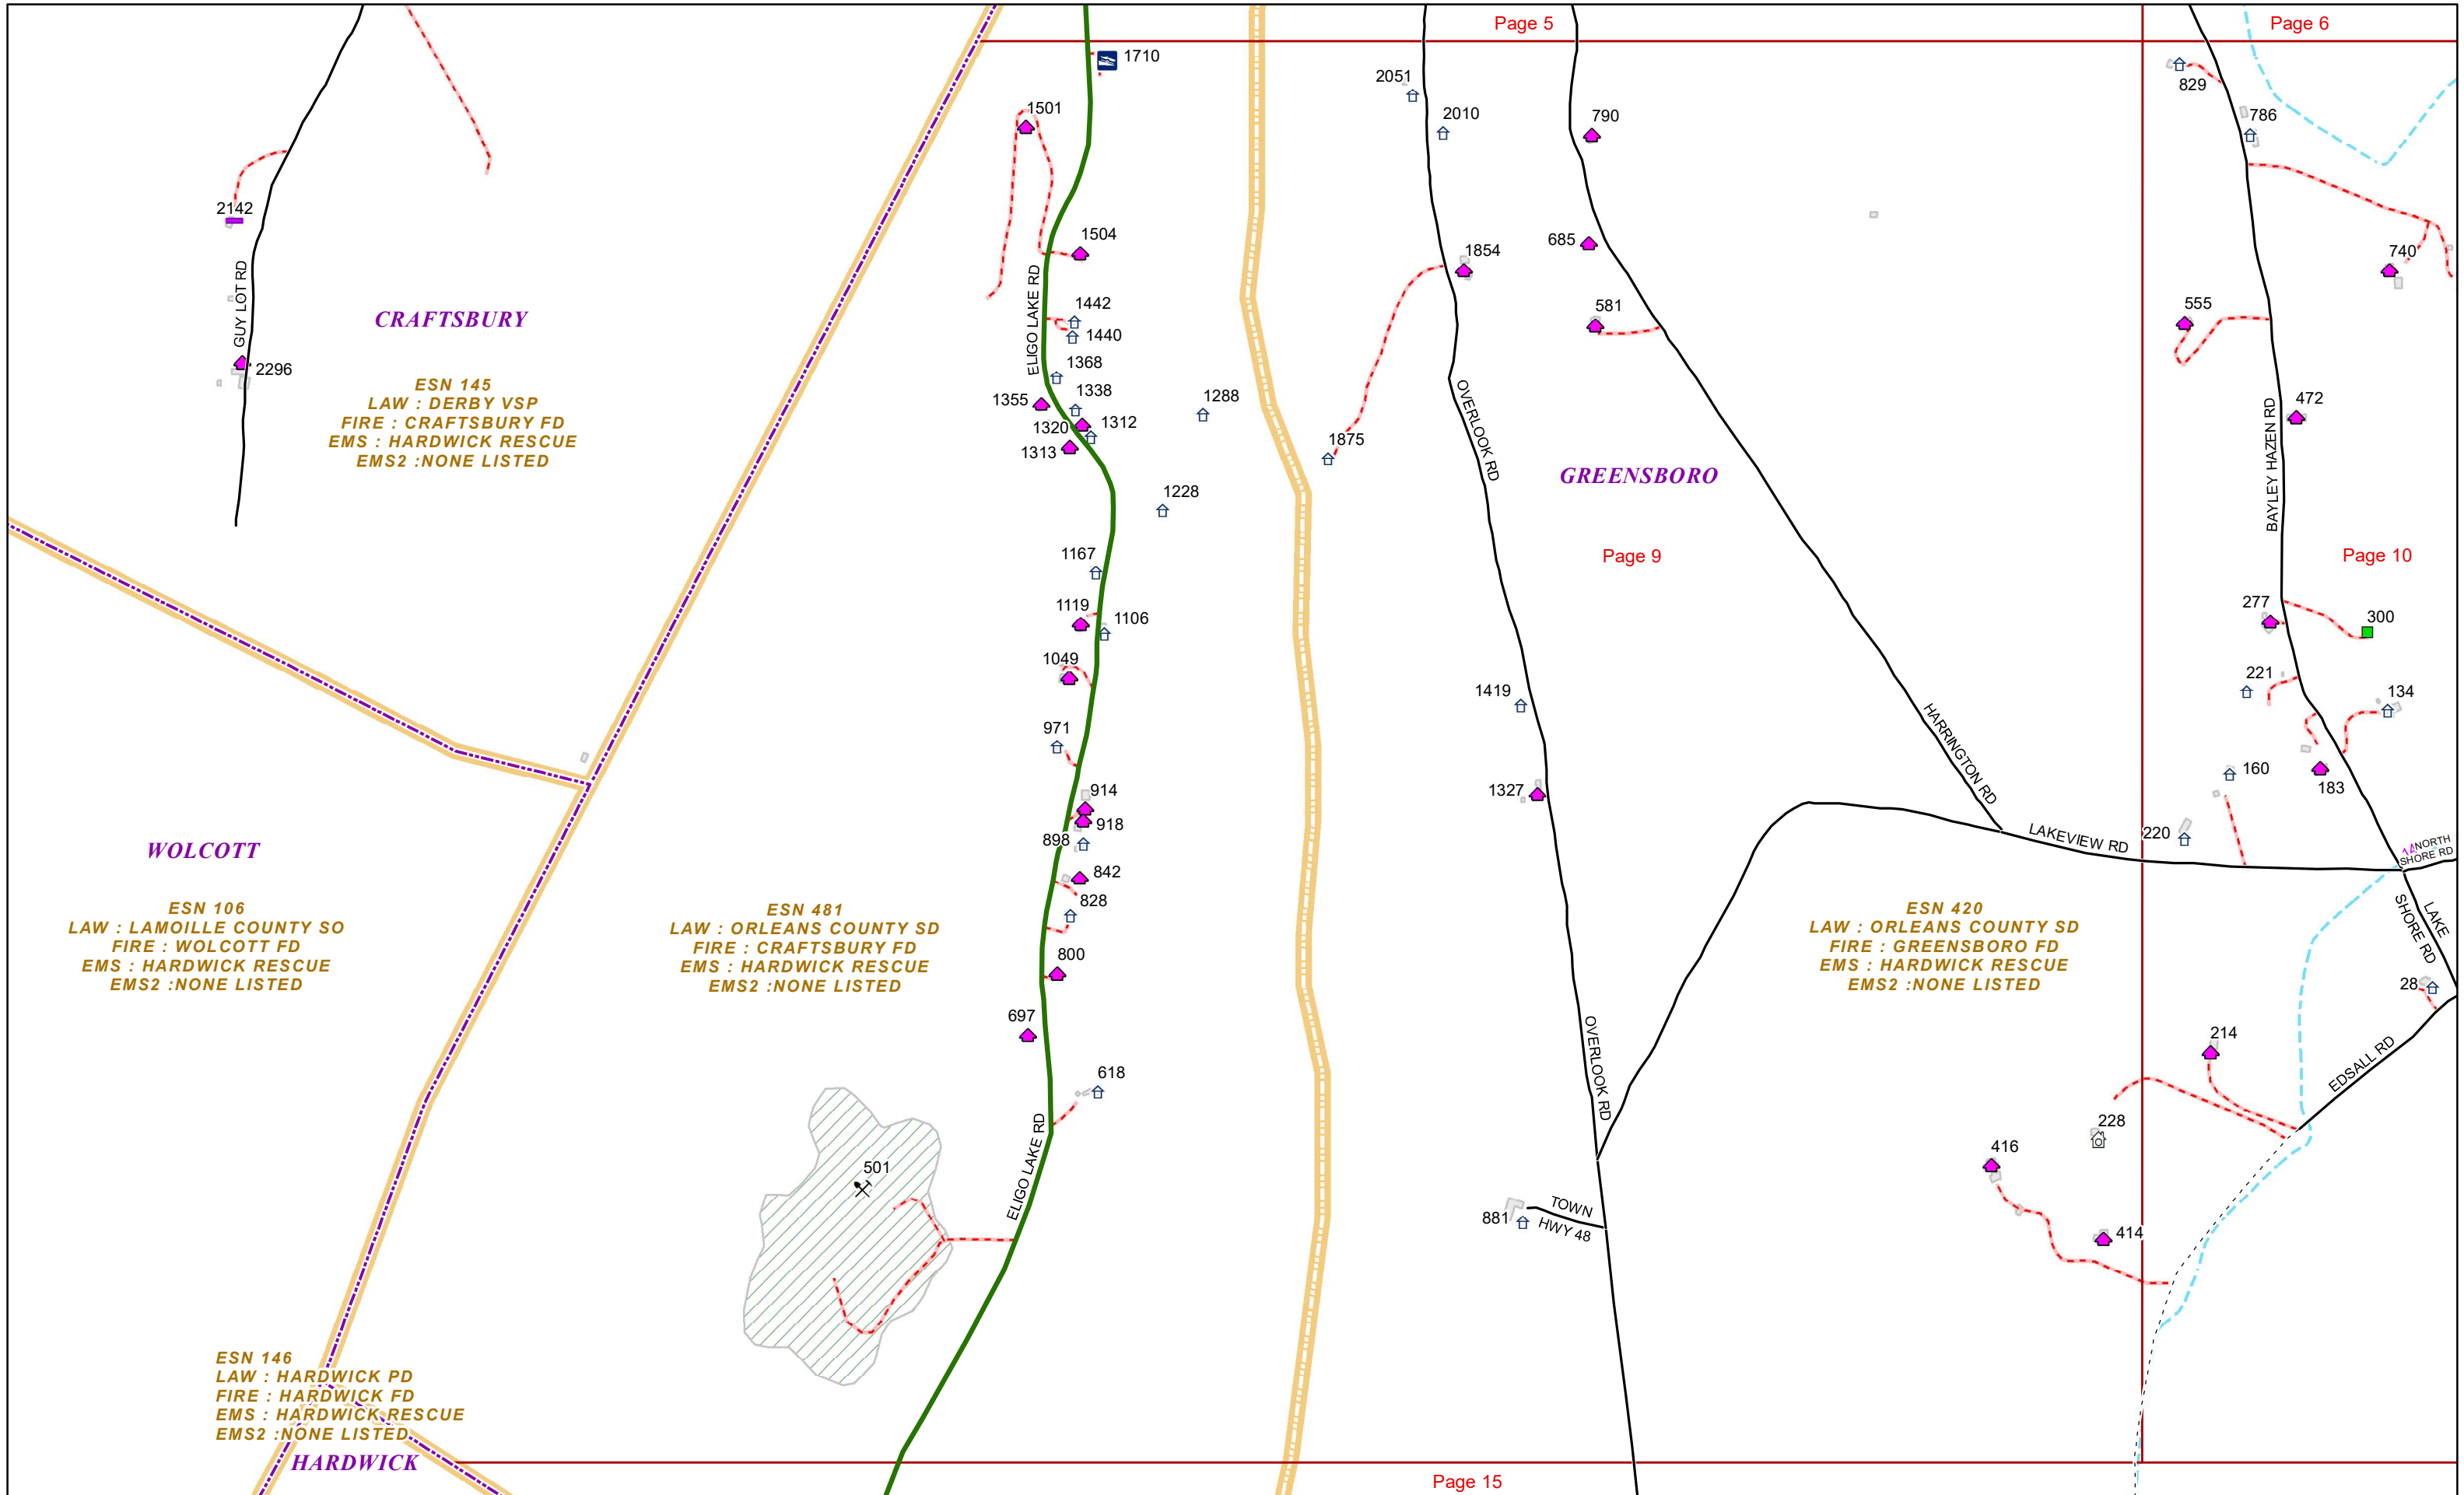 Page 5
Page 6
1710
829
2051
2010
790
786
1501
2142
1504
685
1854
740
GUY LOT RD
ELIGO LAKE RD
CRAFTSBURY
1442
1440
581
555
2296
1368
ESN 145
LAW : DERBY VSP
FIRE : CRAFTSBURY FD
EMS : HARDWICK RESCUE
EMS2 :NONE LISTED
1355
1338
1288
1320
1312
1313
1875
OVERLOOK RD
472
BAYLEY HAZEN RD
GREENSBORO
1228
Page 9
Page 10
1167
1119
1106
277
300
1049
221
134
1419
971
HARRINGTON RD
160
183
1327
914
918
898
LAKEVIEW RD
220
14
NORTH
SHORE RD
WOLCOTT
842
828
ESN 106
LAW : LAMOILLE COUNTY SO
FIRE : WOLCOTT FD
EMS : HARDWICK RESCUE
EMS2 :NONE LISTED
ESN 481
LAW : ORLEANS COUNTY SD
FIRE : CRAFTSBURY FD
EMS : HARDWICK RESCUE
EMS2 :NONE LISTED
ESN 420
LAW : ORLEANS COUNTY SD
FIRE : GREENSBORO FD
EMS : HARDWICK RESCUE
EMS2 :NONE LISTED
LAKE
SHORE RD
800
28
697
OVERLOOK RD
214
EDSALL RD
618
228
ELIGO LAKE RD
416
501
881
TOWN
HWY 48
414
ESN 146
LAW : HARDWICK PD
FIRE : HARDWICK FD
EMS : HARDWICK RESCUE
EMS2 :NONE LISTED
HARDWICK
Page 15